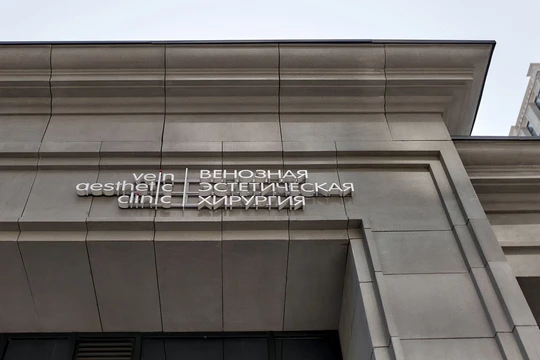 vein
aesthetic
clinic
ВЕНОЗНАЯ
ЭСТЕТИЧЕСКАЯ
ХИРУРГИЯ